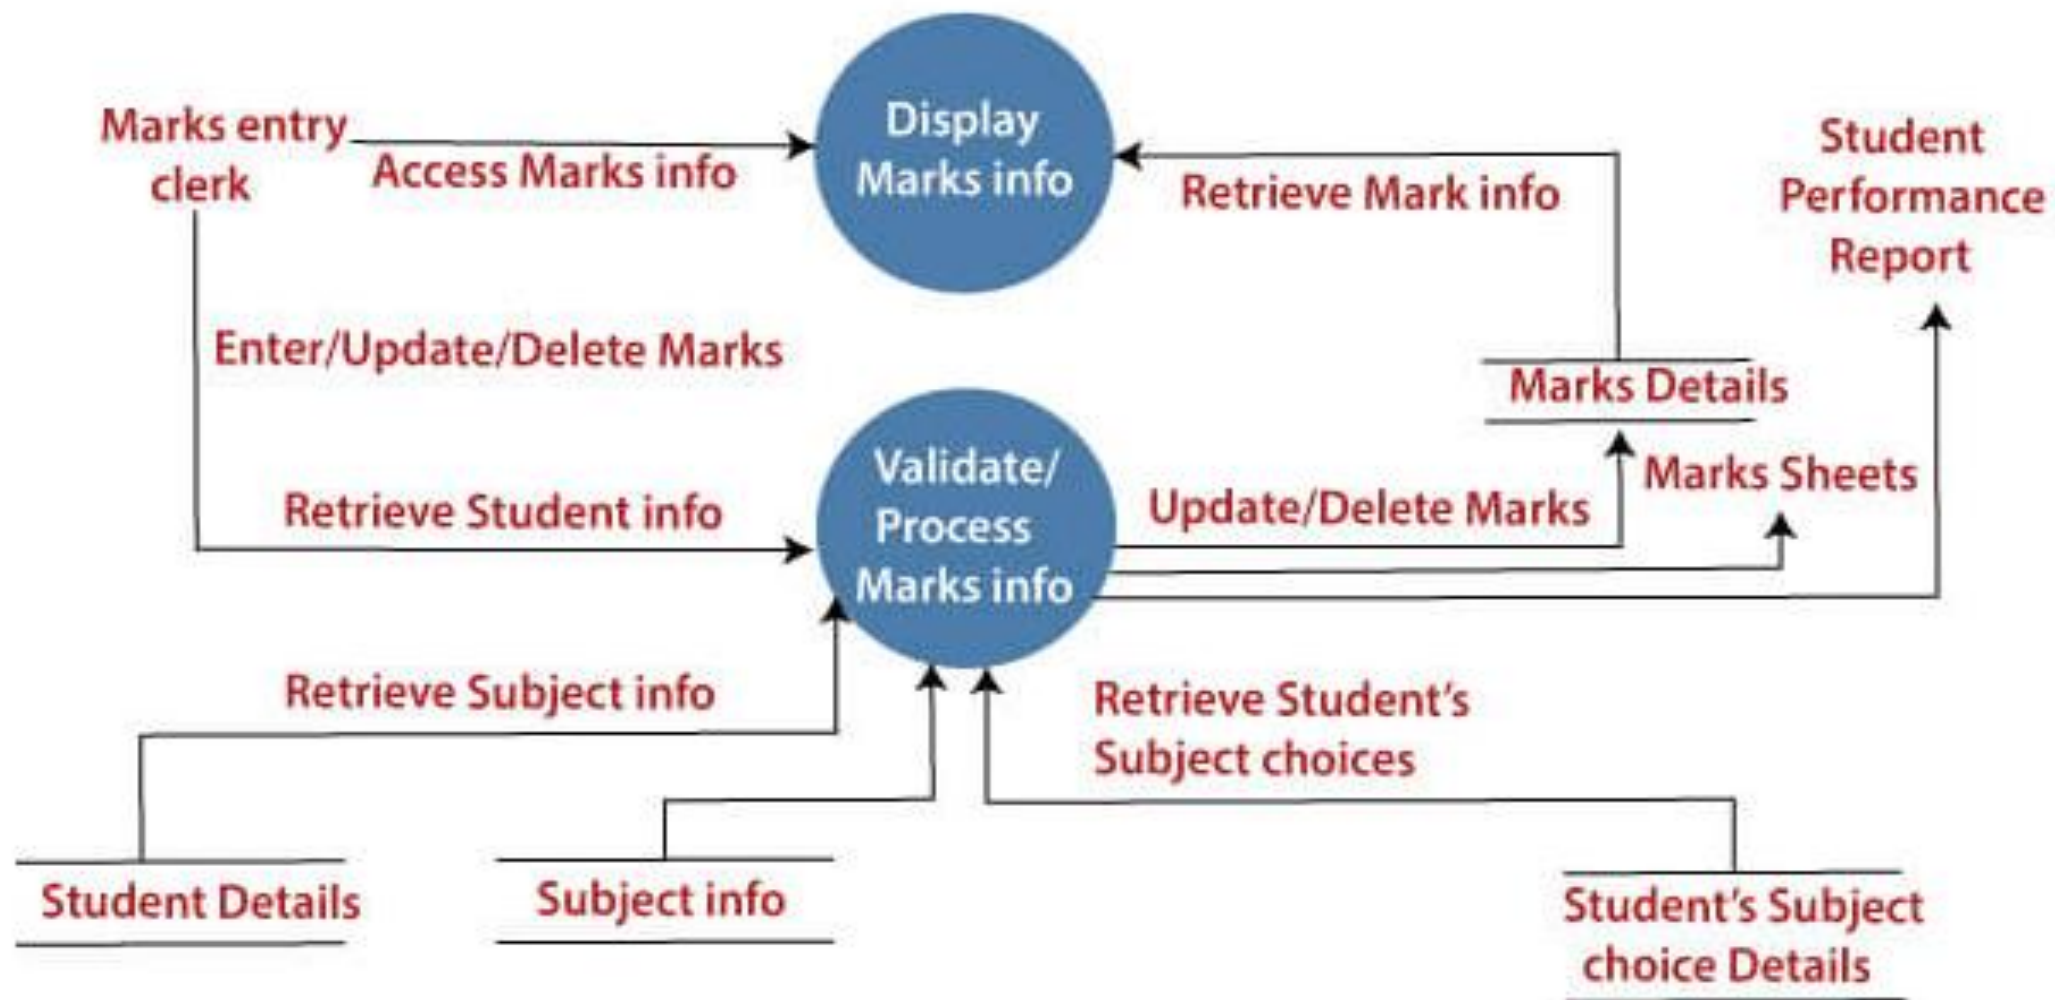 Marks entry
clerk
Access Marks info
Display
Marks info
Retrieve Mark info
Student
Performance
Report
Enter/Update/Delete Marks
Marks Details
Retrieve Student info
Validate/
Process
Marks info
Update/Delete Marks
Marks Sheets
Retrieve Subject info
Retrieve Student’s
Subject choices
Student Details
Subject info
Student’s Subject
choice Details